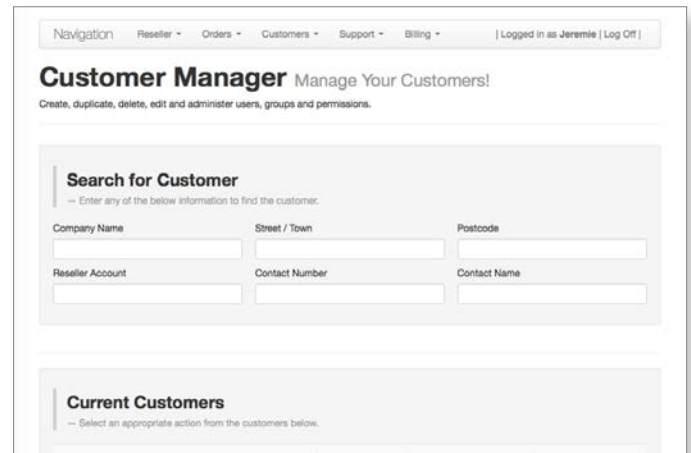 Navigation Reseller Orders Customers Support Billing | Logged in as Jeremie | Log Off |
Customer Manager Manage Your Customers!
Create, duplicate, delete, edit and administer users, groups and permissions.
Search for Customer
— Enter any of the below information to find the customer.
Company Name Street / Town Postcode
Reseller Account Contact Number Contact Name
Current Customers
— Select an appropriate action from the customers below.